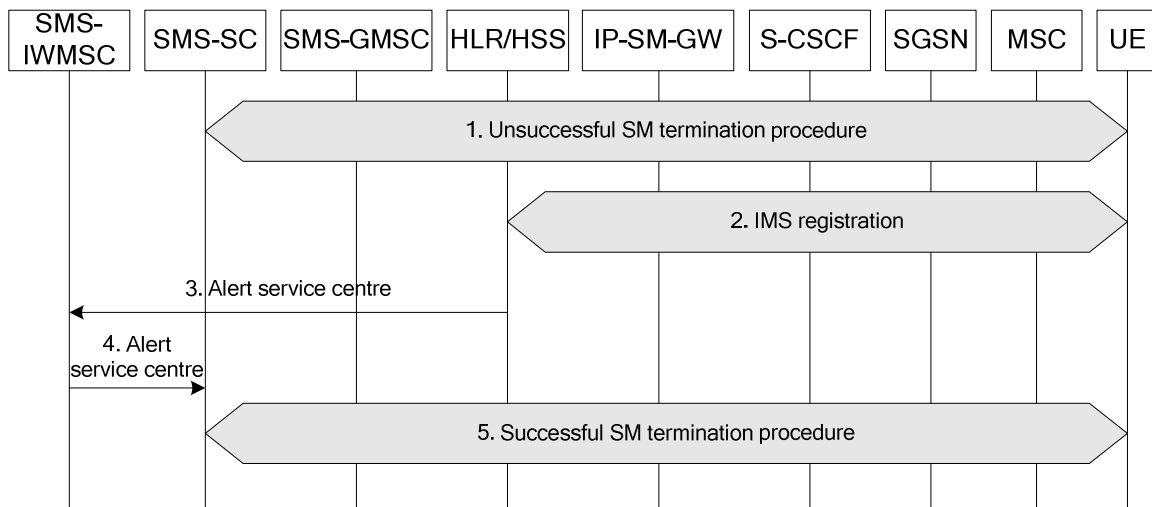 SMS-
IWMSC
SMS-SC
SMS-GMSC
HLR/HSS
IP-SM-GW
S-CSCF
SGSN
MSC
UE
1. Unsuccessful SM termination procedure
2. IMS registration
3. Alert service centre
4. Alert
service centre
5. Successful SM termination procedure